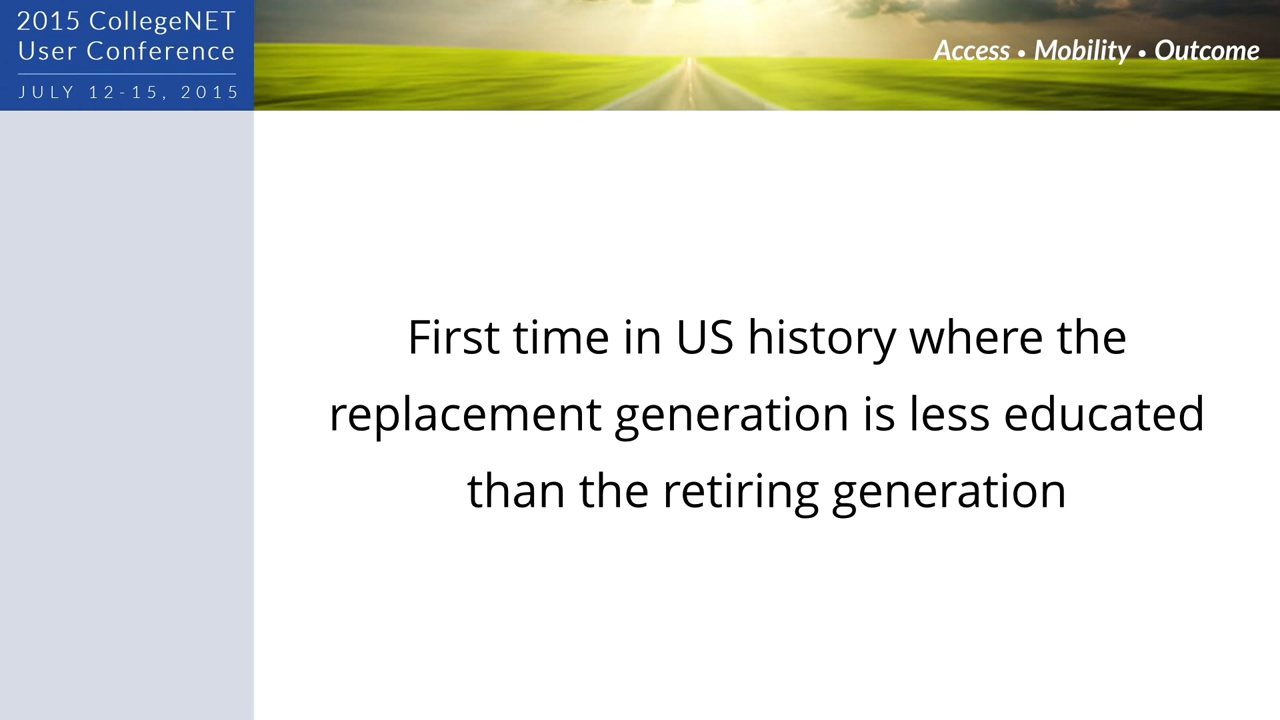 2015 CollegeNET
User Conference
JULY 12-15, 2015
Access • Mobility • Outcome
First time in US history where the
replacement generation is less educated
than the retiring generation